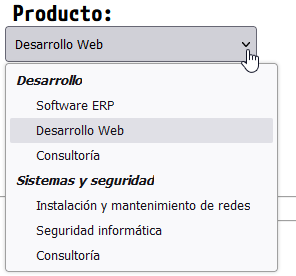 Producto:
Desarrollo Web
Desarrollo
Software ERP
Desarrollo Web
Consultoría
Sistemas y seguridad
Instalación y mantenimiento de redes
Seguridad informática
Consultoría